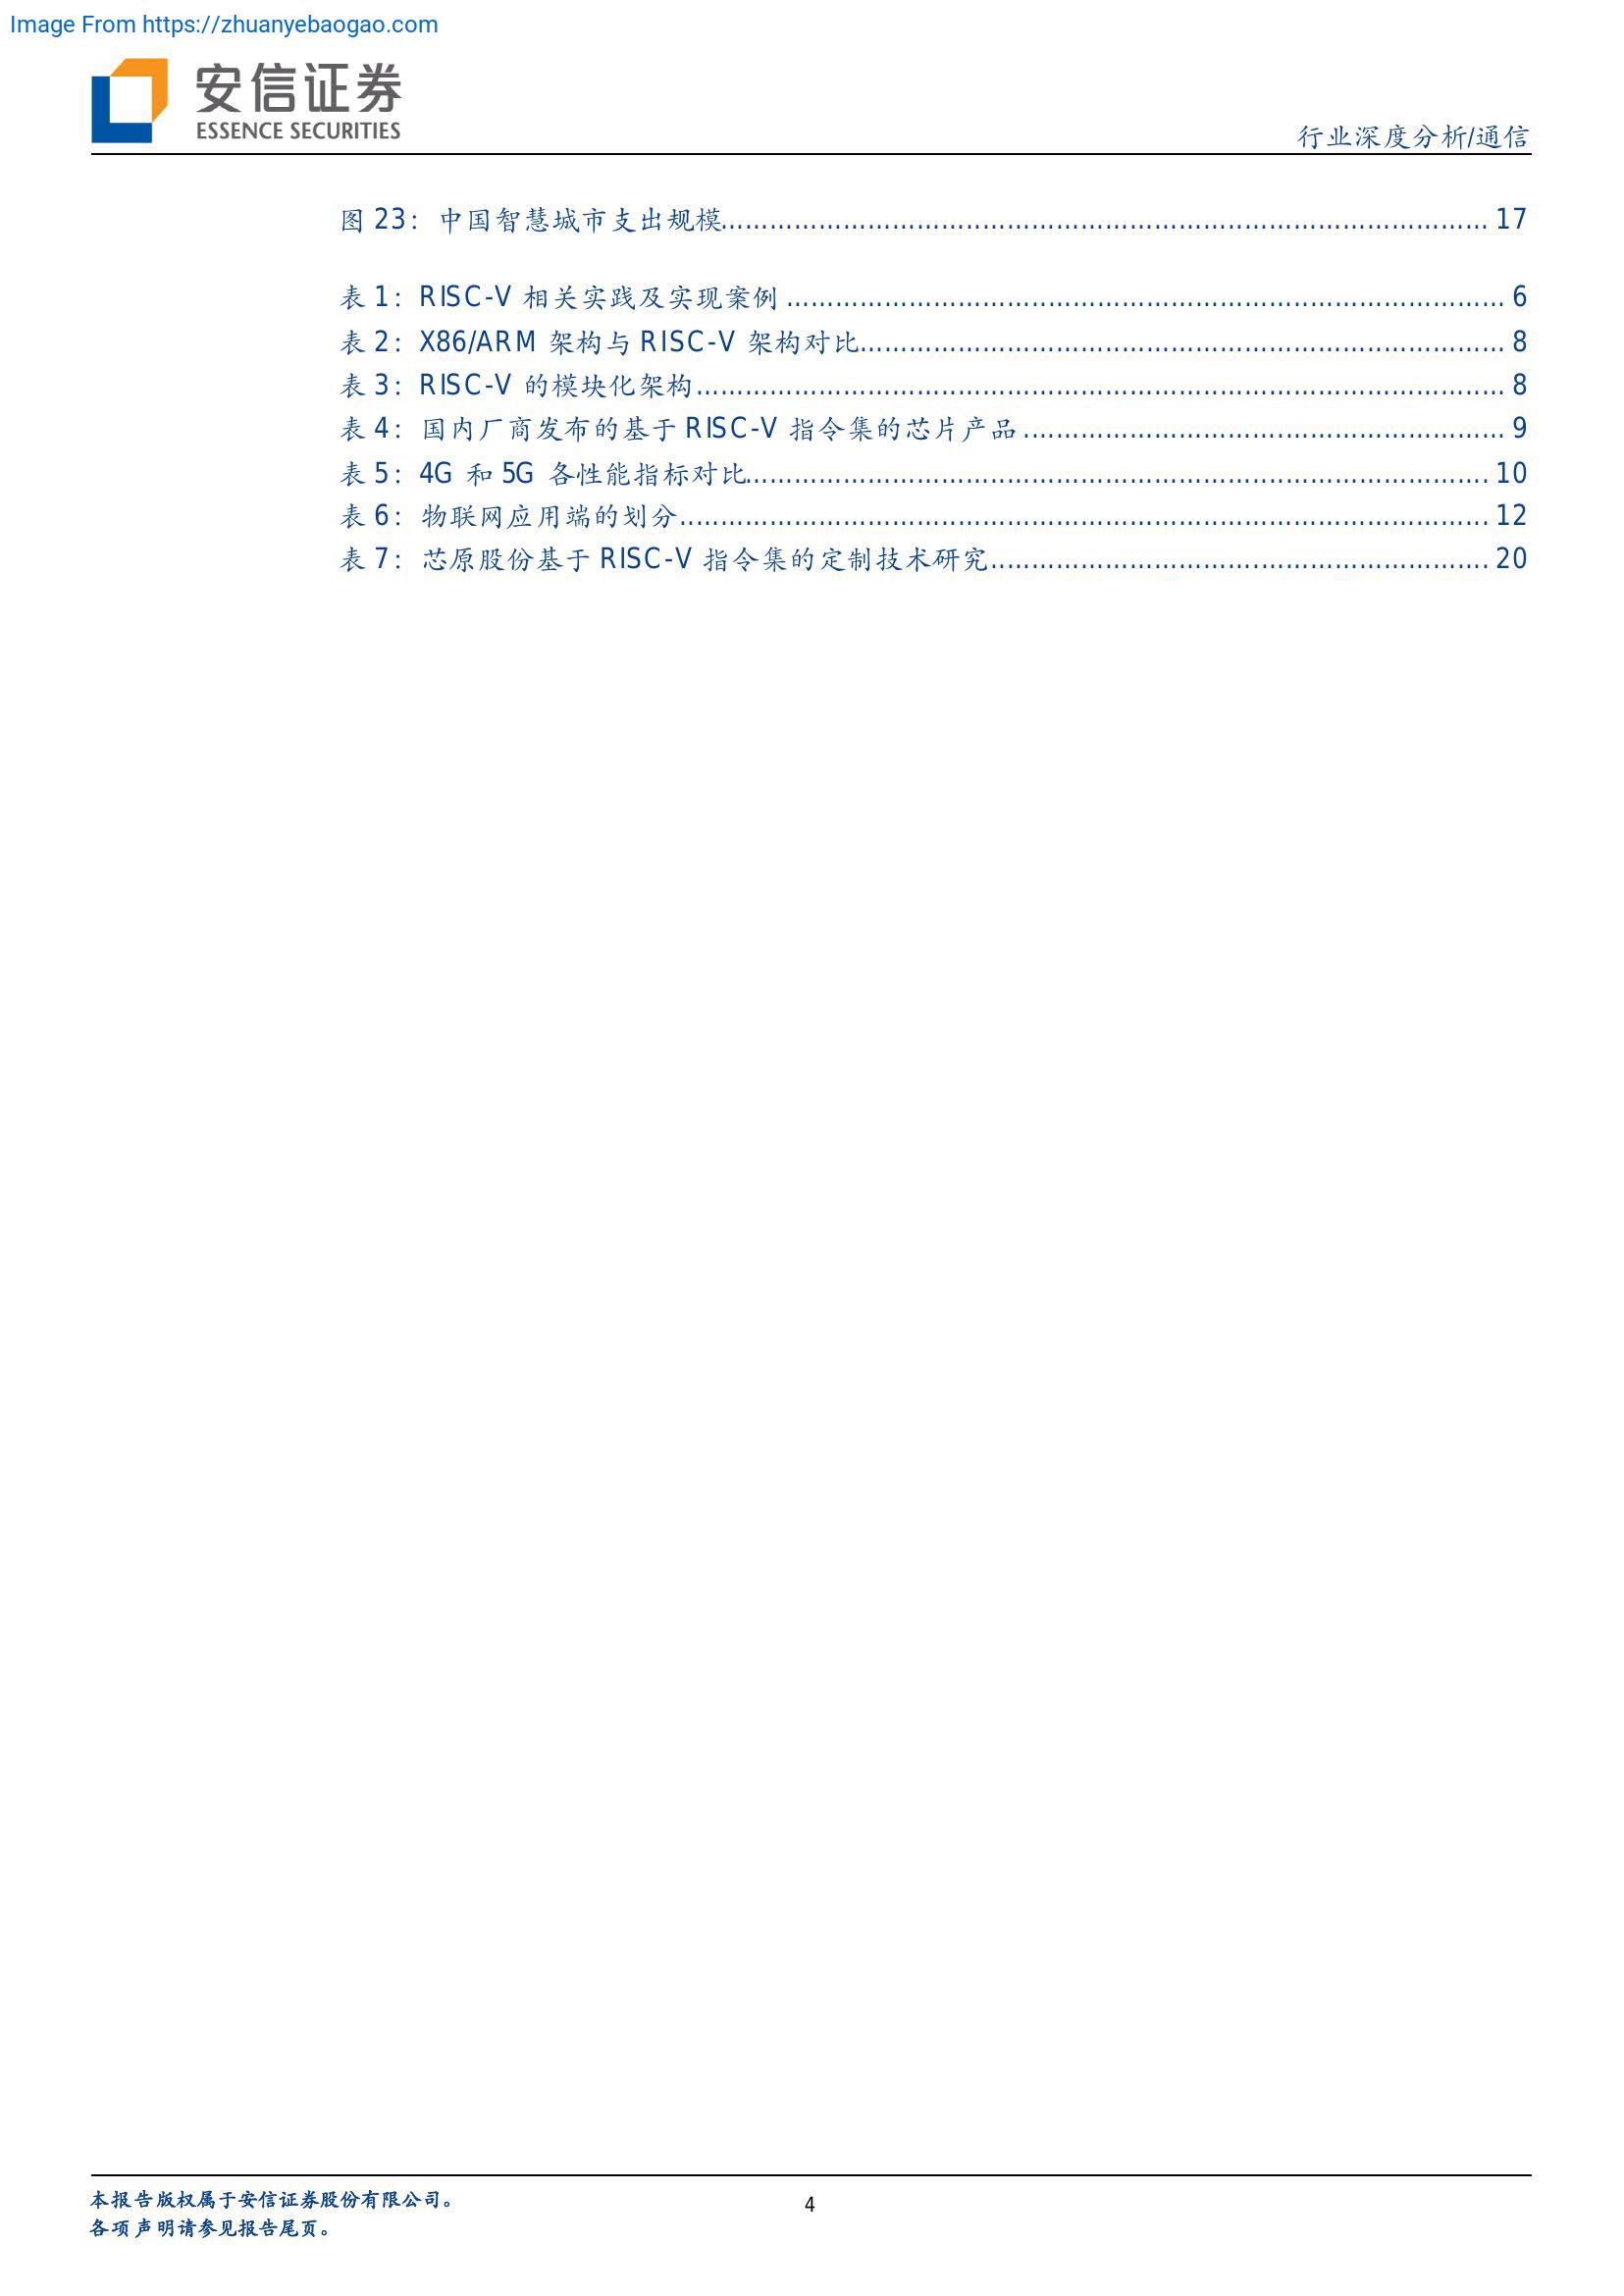 Image From https://zhuanyebaogao.com
安信证券
ESSENCE SECURITIES
行业深度分析/通信
图 23：中国智慧城市支出规模 17
表 1：RISC-V 相关实践及实现案例 6
表 2：X86/ARM 架构与 RISC-V 架构对比 8
表 3：RISC-V 的模块化架构 8
表 4：国内厂商发布的基于 RISC-V 指令集的芯片产品 9
表 5：4G 和 5G 各性能指标对比 10
表 6：物联网应用端的划分 12
表 7：芯原股份基于 RISC-V 指令集的定制技术研究 20
本报告版权属于安信证券股份有限公司。
4
各项声明请参见报告尾页。